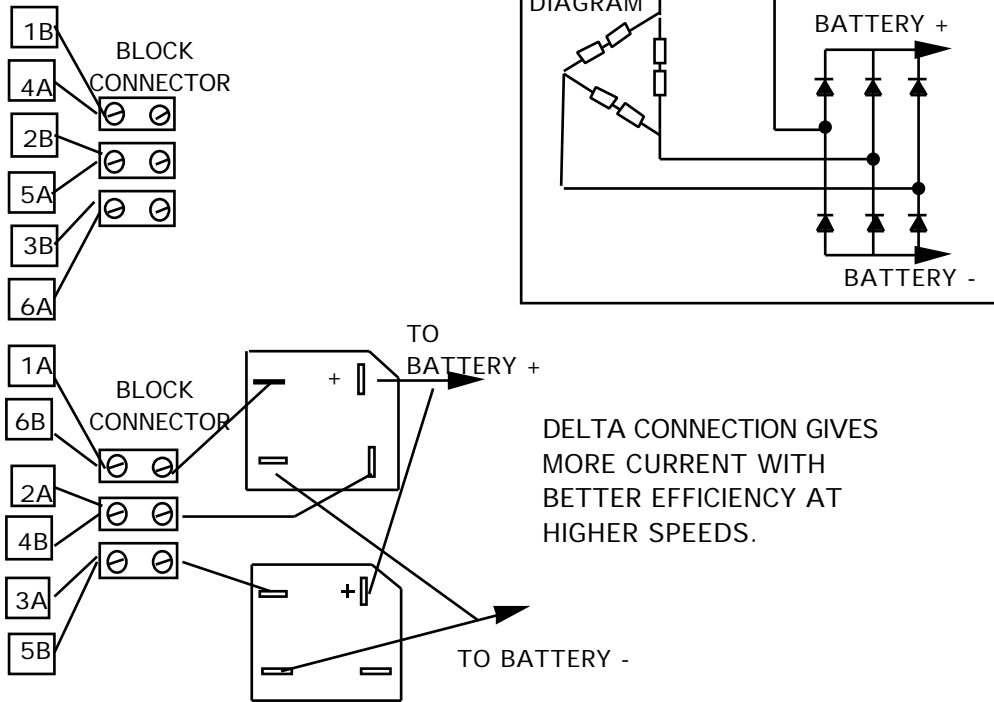 1B
4A
2B
5A
3B
6A
BLOCK
CONNECTOR
DIAGRAM
BATTERY +
BATTERY -
1A
6B
2A
4B
3A
5B
BLOCK
CONNECTOR
TO
BATTERY +
+
+
TO BATTERY -
DELTA CONNECTION GIVES
MORE CURRENT WITH
BETTER EFFICIENCY AT
HIGHER SPEEDS.